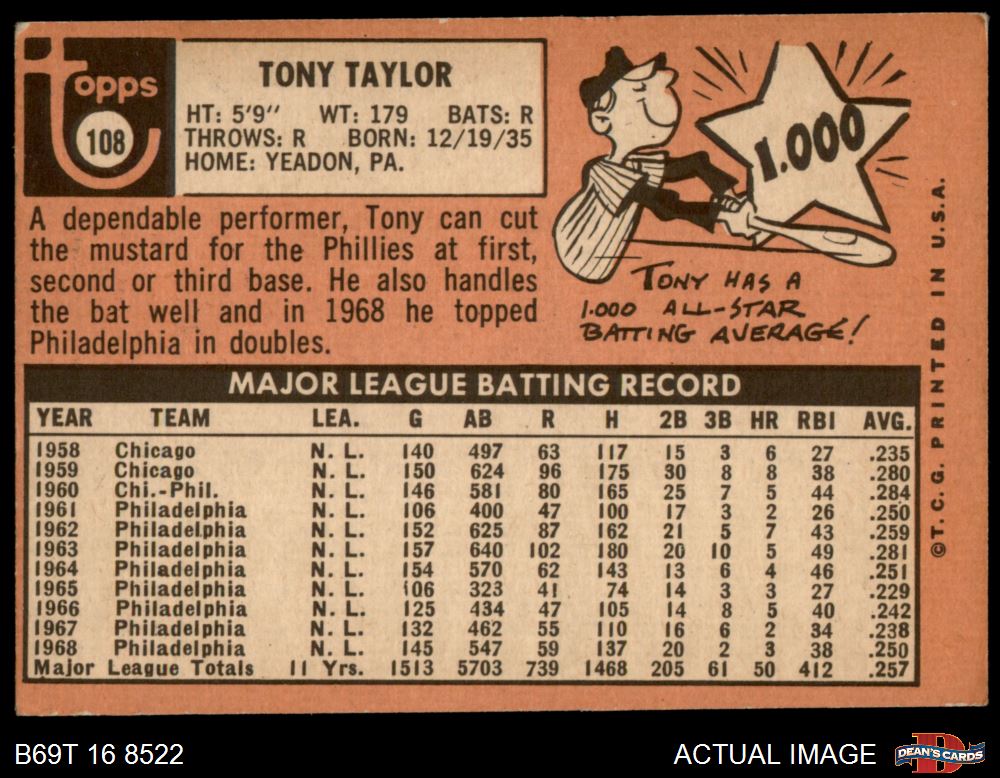 Topps
108
TONY TAYLOR
HT: 5'9" WT: 179 BATS: R
THROWS: R BORN: 12/19/35
HOME: YEADON, PA.
A dependable performer, Tony can cut
the mustard for the Phillies at first,
second or third base. He also handles
the bat well and in 1968 he topped
Philadelphia in doubles.
1.000
TONY HAS A
1.000 ALL-STAR
BATTING AVERAGE!
MAJOR LEAGUE BATTING RECORD
YEAR TEAM LEA. G AB R H 2B 3B HR RBI AVG.
1958 Chicago N. L. 140 497 63 117 15 3 6 27 .235
1959 Chicago N. L. 150 624 96 175 30 8 8 38 .280
1960 Chi.-Phil. N. L. 146 581 80 165 25 7 5 44 .284
1961 Philadelphia N. L. 106 400 47 100 17 3 2 26 .250
1962 Philadelphia N. L. 152 625 87 162 21 5 7 43 .259
1963 Philadelphia N. L. 157 640 102 180 20 10 5 49 .281
1964 Philadelphia N. L. 154 570 62 143 13 6 4 46 .251
1965 Philadelphia N. L. 106 323 41 74 14 3 3 27 .229
1966 Philadelphia N. L. 125 434 47 105 14 8 5 40 .242
1967 Philadelphia N. L. 132 462 55 110 16 6 2 34 .238
1968 Philadelphia N. L. 145 547 59 137 20 2 3 38 .250
Major League Totals 11 Yrs. 1513 5703 739 1468 205 61 50 412 .257
©T. C. G. PRINTED IN U.S.A.
B69T 16 8522
ACTUAL IMAGE
D
DEAN'S CARDS